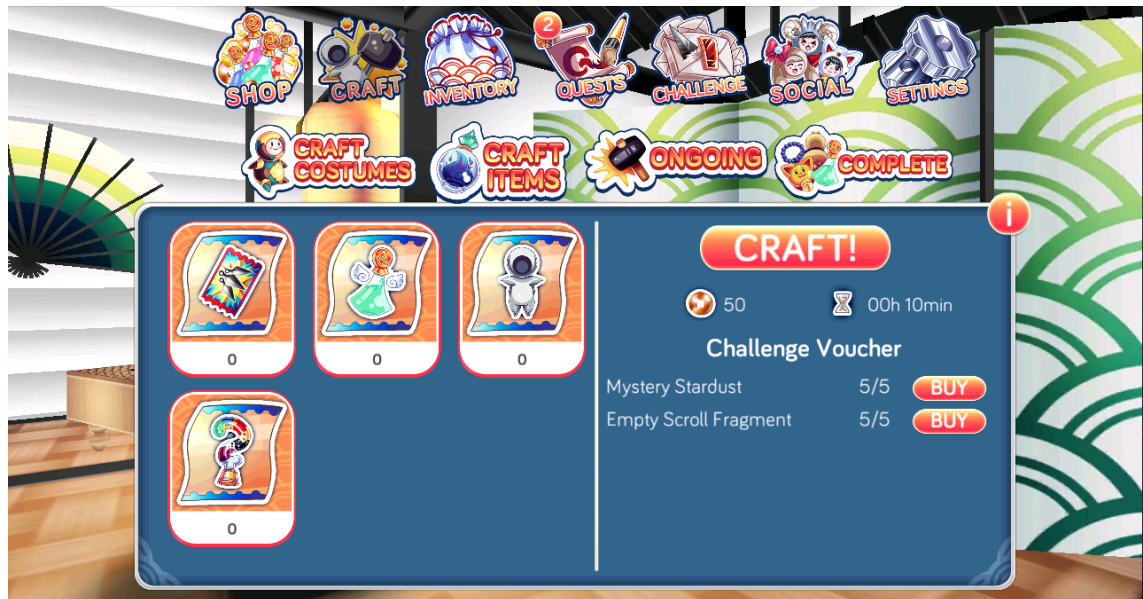 2
SHOP
CRAFT
INVENTORY
QUESTS
CHALLENGE
SOCIAL
SETTINGS
CRAFT
COSTUMES
CRAFT
ITEMS
ONGOING
COMPLETE
i
0
0
0
0
CRAFT!
50
00h 10min
Challenge Voucher
Mystery Stardust 5/5 BUY
Empty Scroll Fragment 5/5 BUY